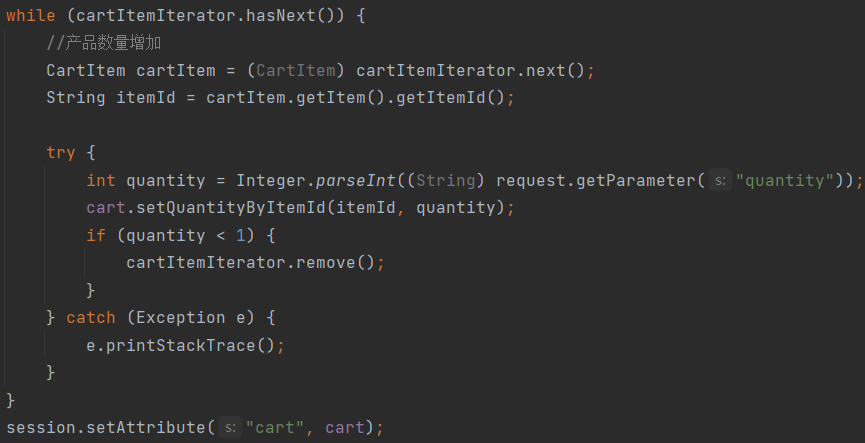 while (cartItemIterator.hasNext()) {
//产品数量增加
CartItem cartItem = (CartItem) cartItemIterator.next();
String itemId = cartItem.getItem().getItemId();
try {
int quantity = Integer.parseInt((String) request.getParameter( s: "quantity"));
cart.setQuantityByItemId(itemId, quantity);
if (quantity < 1) {
cartItemIterator.remove();
}
} catch (Exception e) {
e.printStackTrace();
}
}
session.setAttribute( s: "cart", cart);